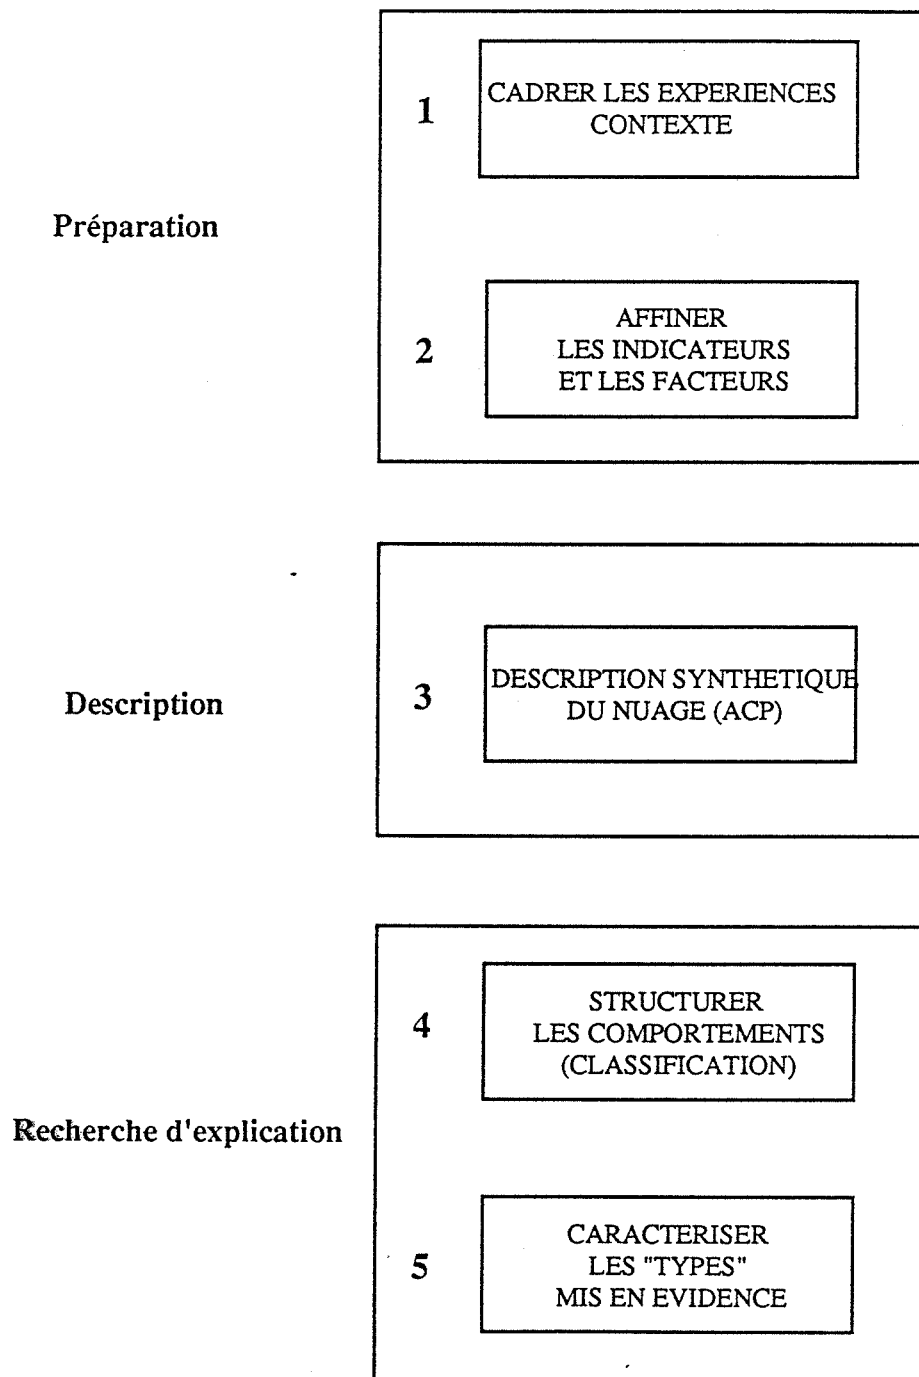 1
CADRER LES EXPERIENCES
CONTEXTE
Préparation
2
AFFINER
LES INDICATEURS
ET LES FACTEURS
Description
3
DESCRIPTION SYNTHETIQUE
DU NUAGE (ACP)
4
STRUCTURER
LES COMPORTEMENTS
(CLASSIFICATION)
Recherche d'explication
5
CARACTERISER
LES "TYPES"
MIS EN EVIDENCE